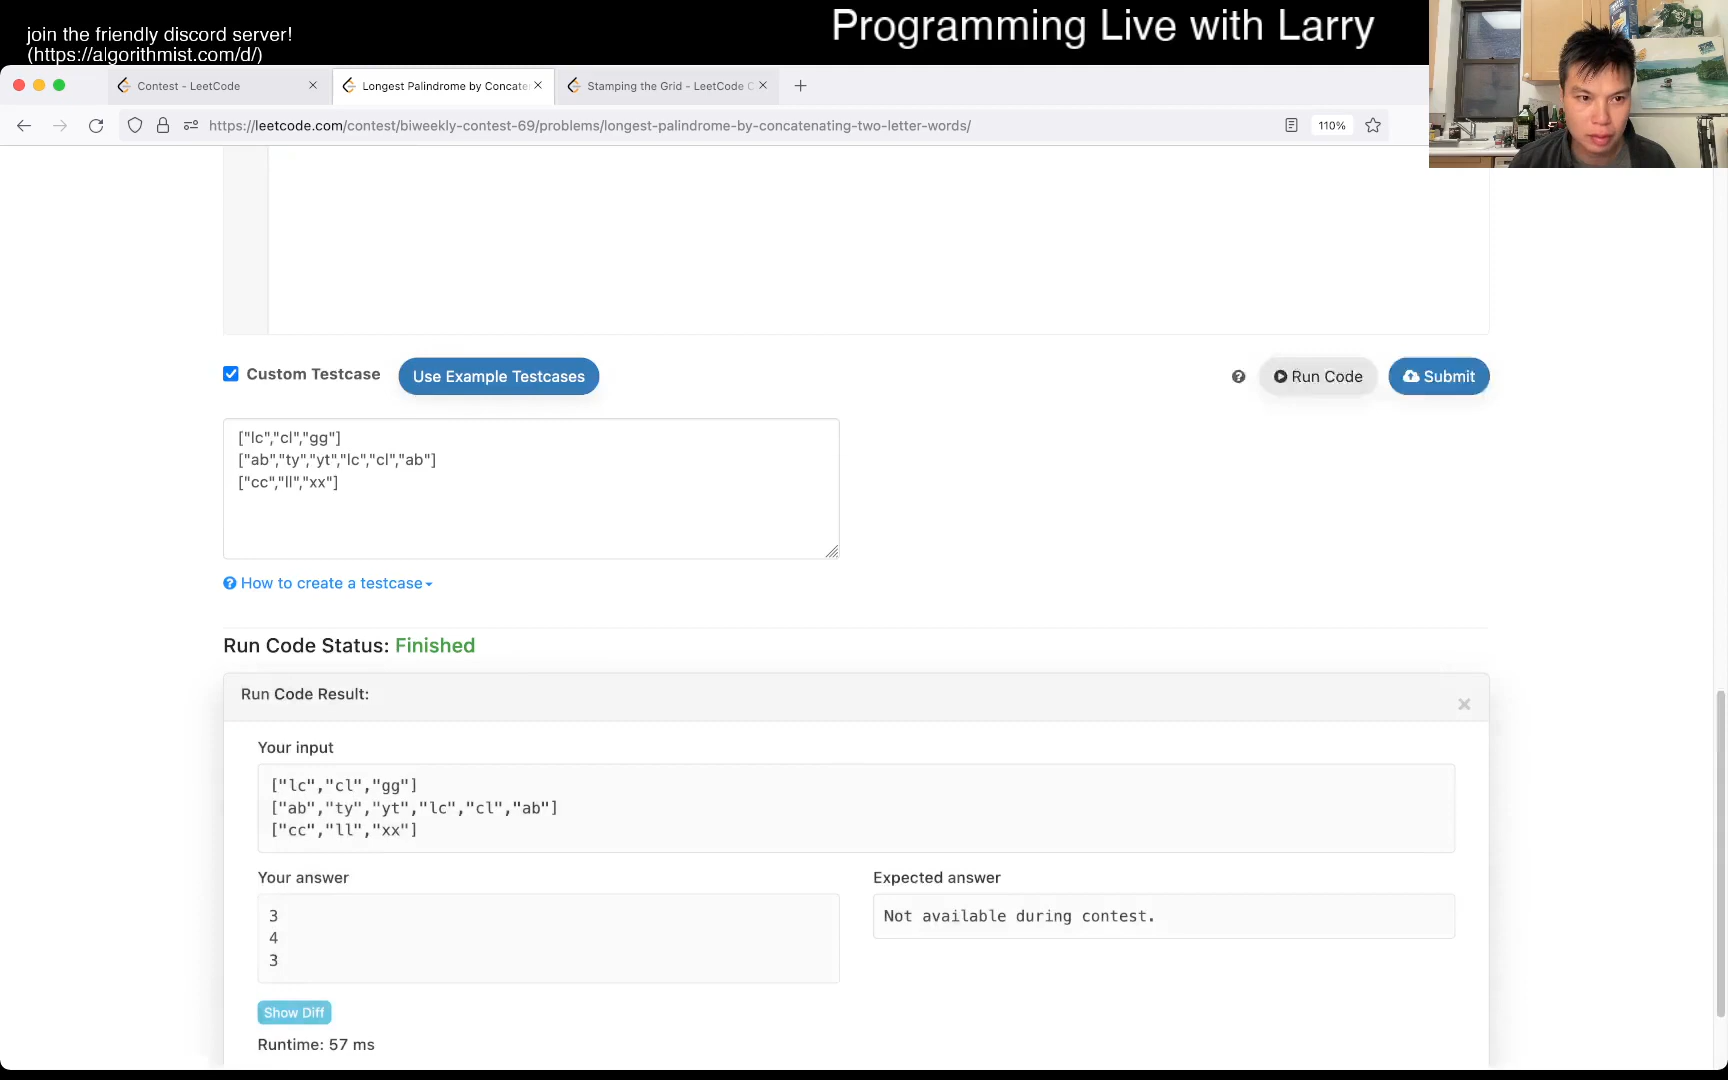 join the friendly discord server!
(https://algorithmist.com/d/)
Programming Live with Larry
Contest - LeetCode
Longest Palindrome by Concate
Stamping the Grid - LeetCode C
https://leetcode.com/contest/biweekly-contest-69/problems/longest-palindrome-by-concatenating-two-letter-words/
110%
Custom Testcase
Use Example Testcases
Run Code
Submit
["lc","cl","gg"]
["ab","ty","yt","lc","cl","ab"]
["cc","ll","xx"]
How to create a testcase
Run Code Status: Finished
Run Code Result:
Your input
["lc","cl","gg"]
["ab","ty","yt","lc","cl","ab"]
["cc","ll","xx"]
Your answer
Expected answer
3
4
3
Not available during contest.
Show Diff
Runtime: 57 ms